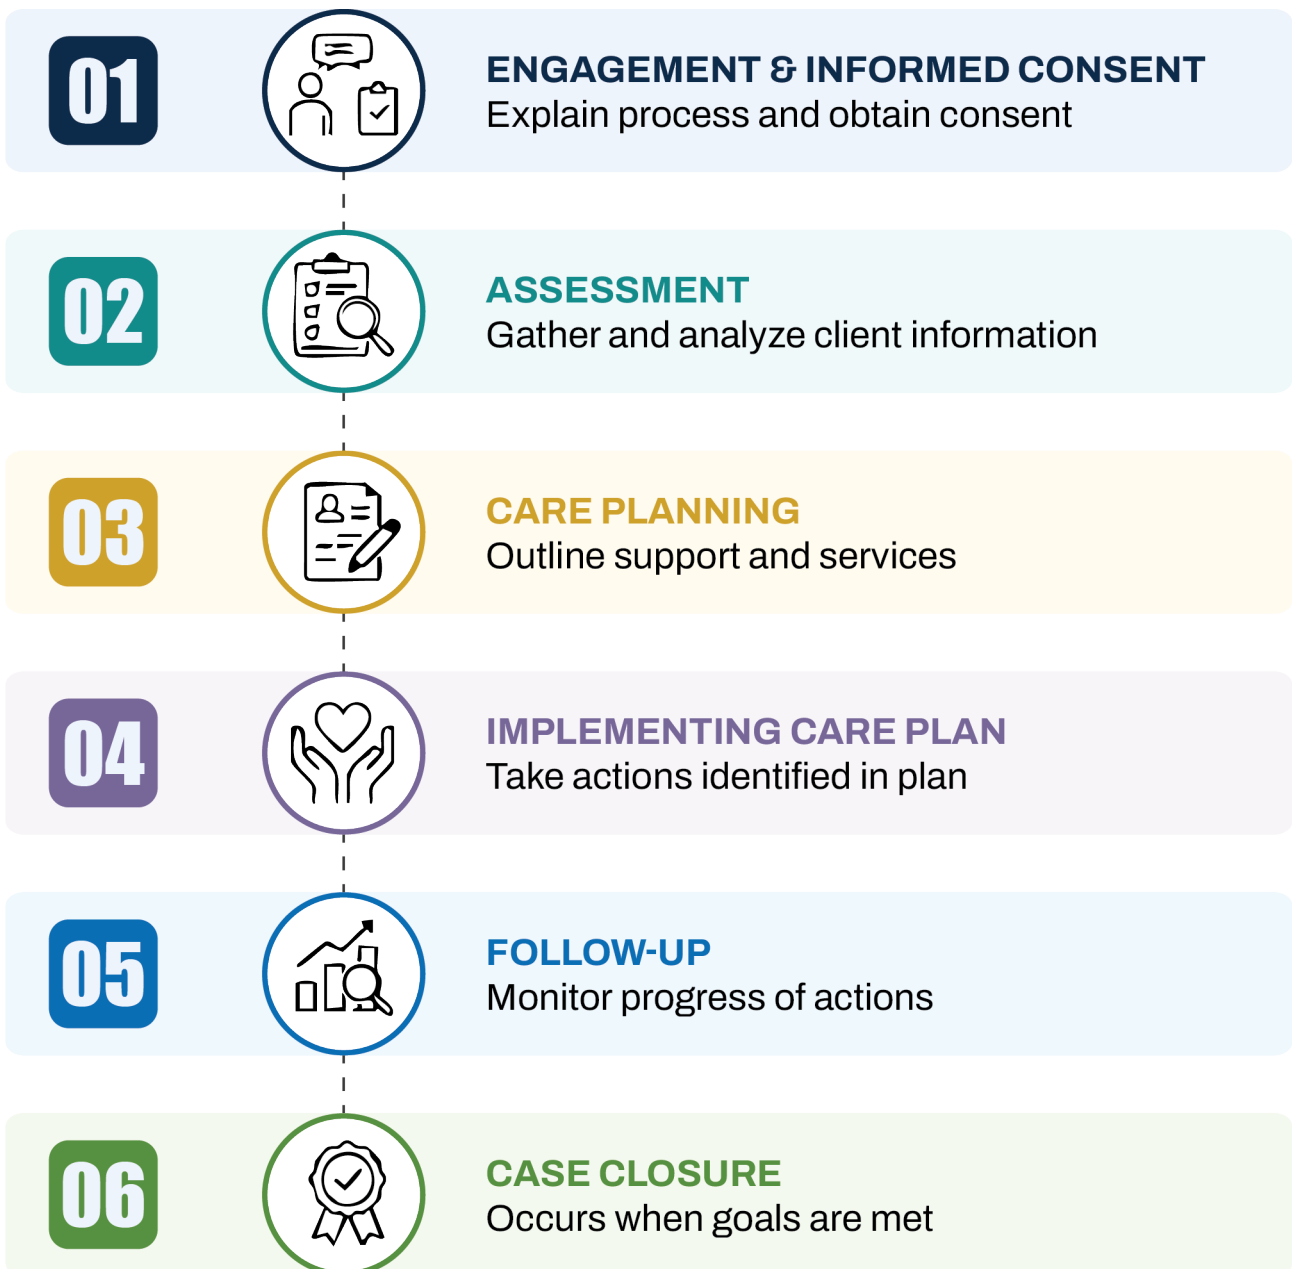 01
ENGAGEMENT & INFORMED CONSENT
Explain process and obtain consent
02
ASSESSMENT
Gather and analyze client information
03
CARE PLANNING
Outline support and services
04
IMPLEMENTING CARE PLAN
Take actions identified in plan
05
FOLLOW-UP
Monitor progress of actions
06
CASE CLOSURE
Occurs when goals are met